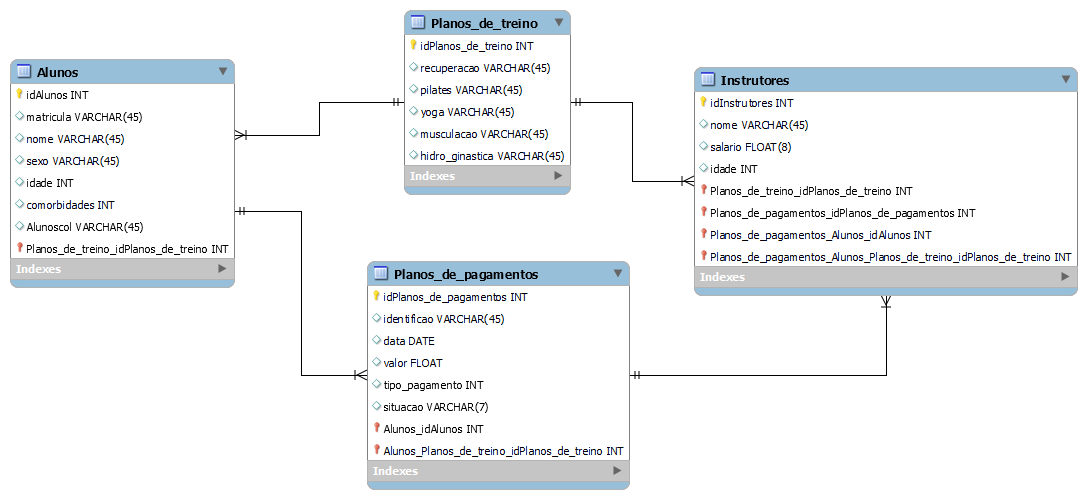 Alunos
idAlunos INT
matricula VARCHAR(45)
nome VARCHAR(45)
sexo VARCHAR(45)
idade INT
comorbidades INT
Alunoscol VARCHAR(45)
Planos_de_treino_idPlanos_de_treino INT
Indexes
Planos_de_treino
idPlanos_de_treino INT
recuperacao VARCHAR(45)
pilates VARCHAR(45)
yoga VARCHAR(45)
musculacao VARCHAR(45)
hidro_ginastica VARCHAR(45)
Indexes
Instrutores
idInstrutores INT
nome VARCHAR(45)
salario FLOAT(8)
idade INT
Planos_de_treino_idPlanos_de_treino INT
Planos_de_pagamentos_idPlanos_de_pagamentos INT
Planos_de_pagamentos_Alunos_idAlunos INT
Planos_de_pagamentos_Alunos_Planos_de_treino_idPlanos_de_treino INT
Indexes
Planos_de_pagamentos
idPlanos_de_pagamentos INT
identificao VARCHAR(45)
data DATE
valor FLOAT
tipo_pagamento INT
situacao VARCHAR(7)
Alunos_idAlunos INT
Alunos_Planos_de_treino_idPlanos_de_treino INT
Indexes